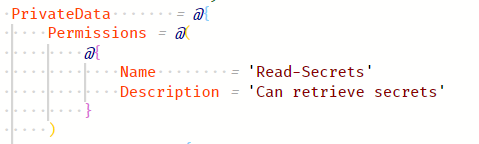 PrivateData = @{
Permissions = @(
@{
Name = 'Read-Secrets'
Description = 'Can retrieve secrets'
}
)